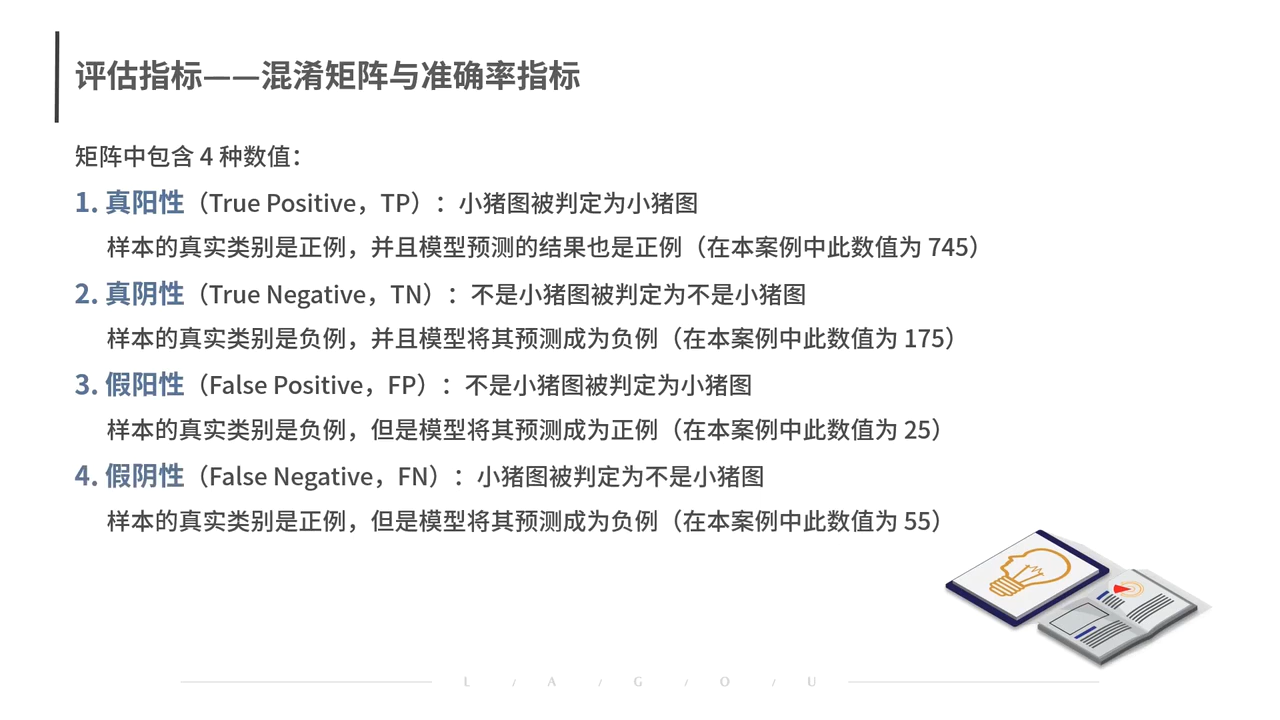 评估指标——混淆矩阵与准确率指标
矩阵中包含 4 种数值：
1. 真阳性（True Positive，TP）：小猪图被判定为小猪图
样本的真实类别是正例，并且模型预测的结果也是正例（在本案例中此数值为 745）
2. 真阴性（True Negative，TN）：不是小猪图被判定为不是小猪图
样本的真实类别是负例，并且模型将其预测成为负例（在本案例中此数值为 175）
3. 假阳性（False Positive，FP）：不是小猪图被判定为小猪图
样本的真实类别是负例，但是模型将其预测成为正例（在本案例中此数值为 25）
4. 假阴性（False Negative，FN）：小猪图被判定为不是小猪图
样本的真实类别是正例，但是模型将其预测成为负例（在本案例中此数值为 55）
L / A / G / O / U